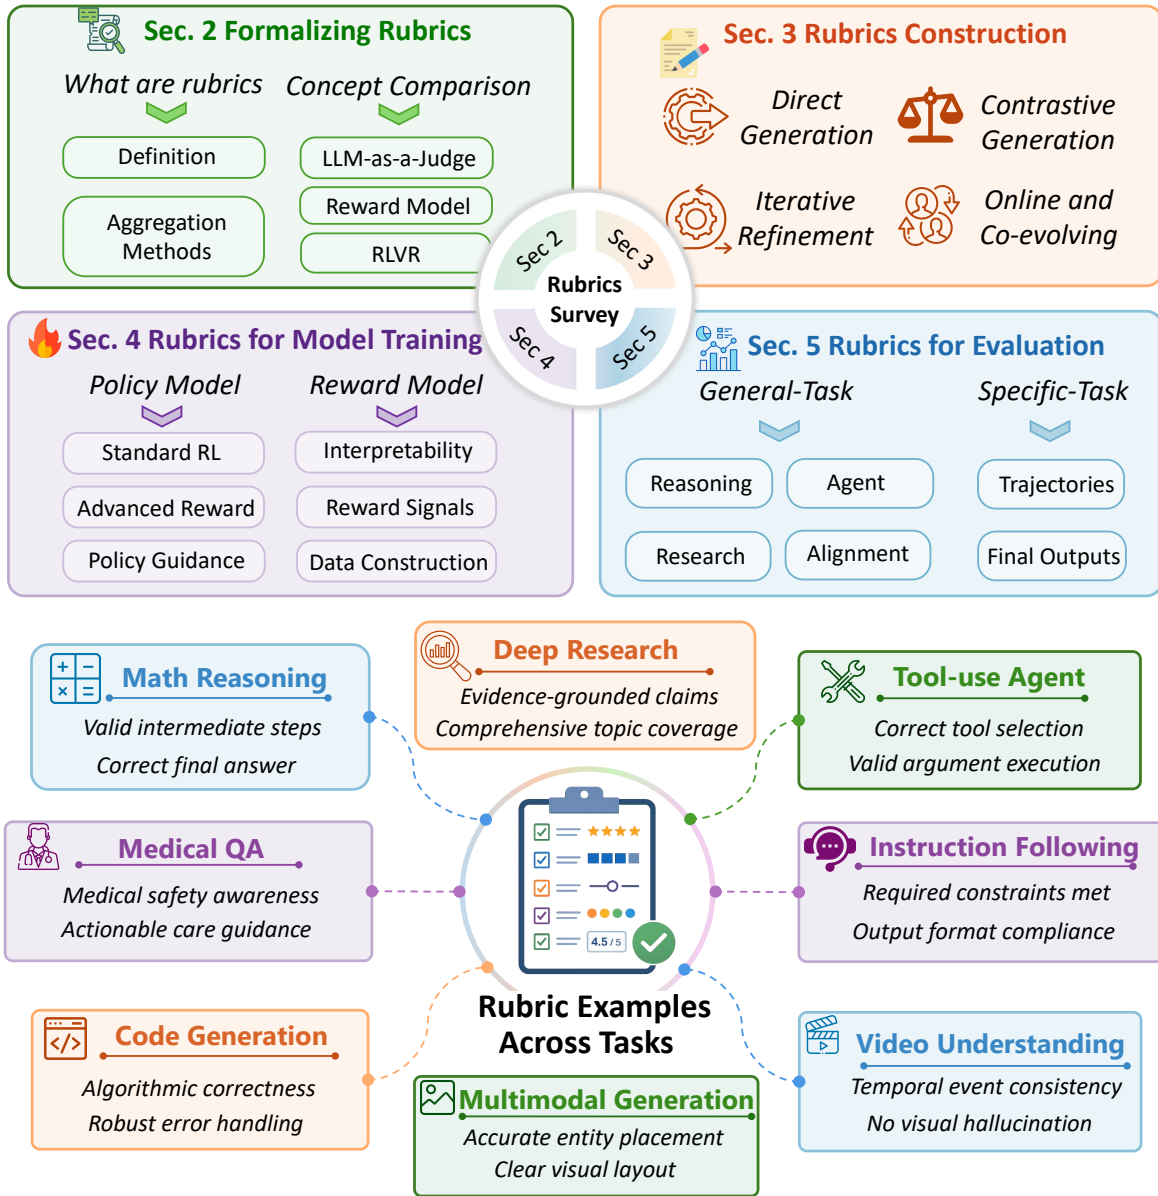 Sec. 2 Formalizing Rubrics
What are rubrics
Concept Comparison
Definition
Aggregation
Methods
LLM-as-a-Judge
Reward Model
RLVR
Sec. 3 Rubrics Construction
Direct
Generation
Contrastive
Generation
Iterative
Refinement
Online and
Co-evolving
Sec 2
Sec 3
Rubrics
Survey
Sec 4
Sec 5
Sec. 4 Rubrics for Model Training
Policy Model
Reward Model
Standard RL
Advanced Reward
Policy Guidance
Interpretability
Reward Signals
Data Construction
Sec. 5 Rubrics for Evaluation
General-Task
Specific-Task
Reasoning
Agent
Research
Alignment
Trajectories
Final Outputs
Math Reasoning
Valid intermediate steps
Correct final answer
Deep Research
Evidence-grounded claims
Comprehensive topic coverage
Tool-use Agent
Correct tool selection
Valid argument execution
Medical QA
Medical safety awareness
Actionable care guidance
4.5 / 5
Instruction Following
Required constraints met
Output format compliance
Rubric Examples
Across Tasks
Code Generation
Algorithmic correctness
Robust error handling
Multimodal Generation
Accurate entity placement
Clear visual layout
Video Understanding
Temporal event consistency
No visual hallucination